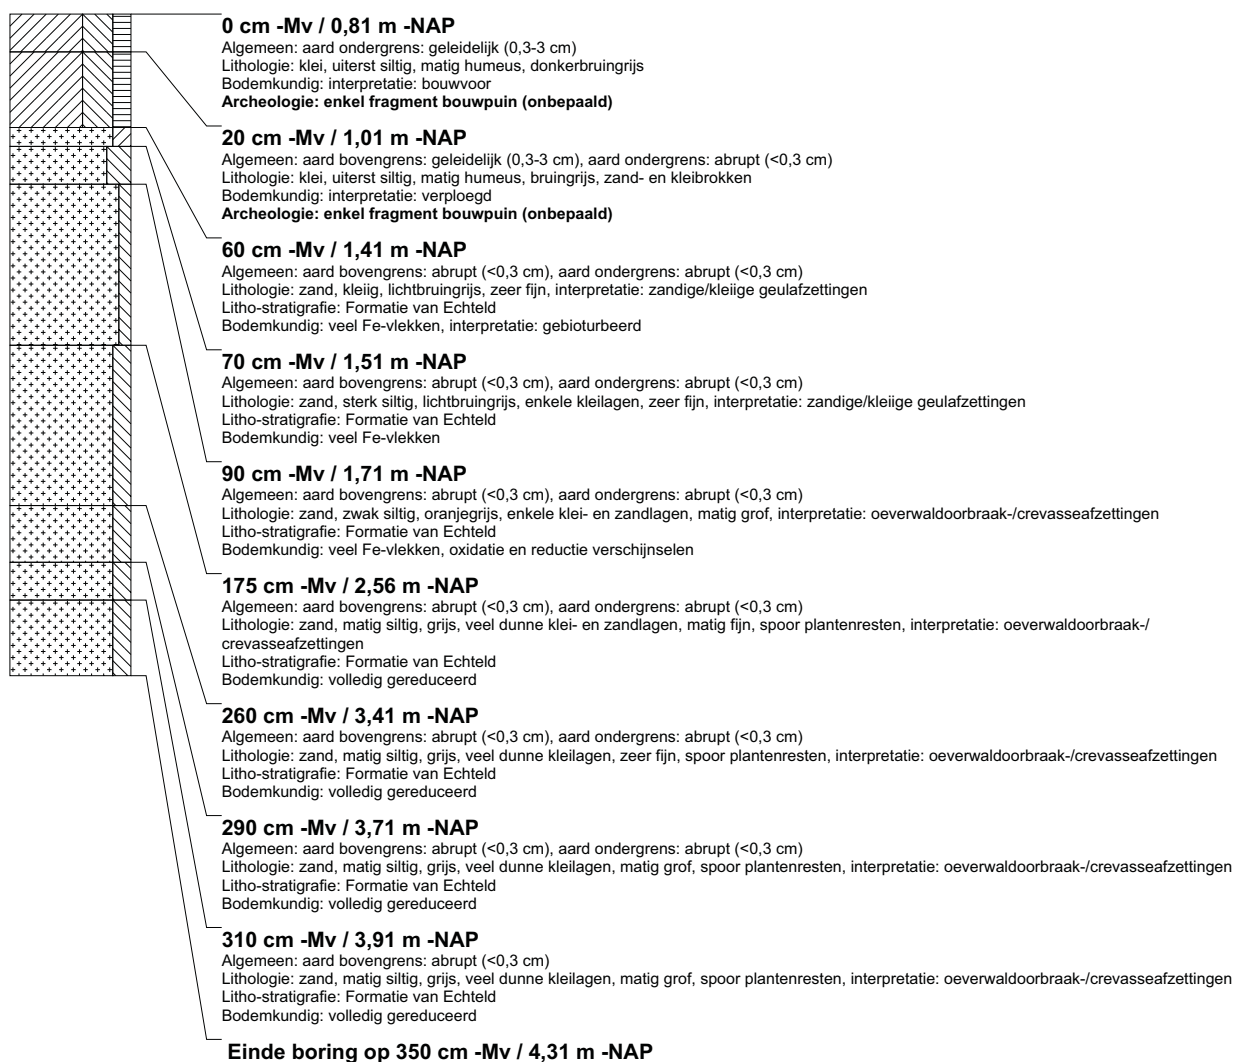 0 cm -Mv / 0,81 m -NAP
Algemeen: aard ondergrens: geleidelijk (0,3-3 cm)
Lithologie: klei, uiterst siltig, matig humeus, donkerbruingrijs
Bodemkundig: interpretatie: bouwvoor
Archeologie: enkel fragment bouwpuin (onbepaald)
20 cm -Mv / 1,01 m -NAP
Algemeen: aard bovengrens: geleidelijk (0,3-3 cm), aard ondergrens: abrupt (<0,3 cm)
Lithologie: klei, uiterst siltig, matig humeus, bruingrijs, zand- en kleibrokken
Bodemkundig: interpretatie: verploegd
Archeologie: enkel fragment bouwpuin (onbepaald)
60 cm -Mv / 1,41 m -NAP
Algemeen: aard bovengrens: abrupt (<0,3 cm), aard ondergrens: abrupt (<0,3 cm)
Lithologie: zand, kleiig, lichtbruingrijs, zeer fijn, interpretatie: zandige/kleiige geulafzettingen
Litho-stratigrafie: Formatie van Echteld
Bodemkundig: veel Fe-vlekken, interpretatie: gebioturbeerd
70 cm -Mv / 1,51 m -NAP
Algemeen: aard bovengrens: abrupt (<0,3 cm), aard ondergrens: abrupt (<0,3 cm)
Lithologie: zand, sterk siltig, lichtbruingrijs, enkele kleilagen, zeer fijn, interpretatie: zandige/kleiige geulafzettingen
Litho-stratigrafie: Formatie van Echteld
Bodemkundig: veel Fe-vlekken
90 cm -Mv / 1,71 m -NAP
Algemeen: aard bovengrens: abrupt (<0,3 cm), aard ondergrens: abrupt (<0,3 cm)
Lithologie: zand, zwak siltig, oranjegrijs, enkele klei- en zandlagen, matig grof, interpretatie: oeverwaldoorbraak-/crevasseafzettingen
Litho-stratigrafie: Formatie van Echteld
Bodemkundig: veel Fe-vlekken, oxidatie en reductie verschijnselen
175 cm -Mv / 2,56 m -NAP
Algemeen: aard bovengrens: abrupt (<0,3 cm), aard ondergrens: abrupt (<0,3 cm)
Lithologie: zand, matig siltig, grijs, veel dunne klei- en zandlagen, matig fijn, spoor plantenresten, interpretatie: oeverwaldoorbraak-/
crevasseafzettingen
Litho-stratigrafie: Formatie van Echteld
Bodemkundig: volledig gereduceerd
260 cm -Mv / 3,41 m -NAP
Algemeen: aard bovengrens: abrupt (<0,3 cm), aard ondergrens: abrupt (<0,3 cm)
Lithologie: zand, matig siltig, grijs, veel dunne kleilagen, zeer fijn, spoor plantenresten, interpretatie: oeverwaldoorbraak-/crevasseafzettingen
Litho-stratigrafie: Formatie van Echteld
Bodemkundig: volledig gereduceerd
290 cm -Mv / 3,71 m -NAP
Algemeen: aard bovengrens: abrupt (<0,3 cm), aard ondergrens: abrupt (<0,3 cm)
Lithologie: zand, matig siltig, grijs, veel dunne kleilagen, matig grof, spoor plantenresten, interpretatie: oeverwaldoorbraak-/crevasseafzettingen
Litho-stratigrafie: Formatie van Echteld
Bodemkundig: volledig gereduceerd
310 cm -Mv / 3,91 m -NAP
Algemeen: aard bovengrens: abrupt (<0,3 cm)
Lithologie: zand, matig siltig, grijs, veel dunne kleilagen, matig grof, spoor plantenresten, interpretatie: oeverwaldoorbraak-/crevasseafzettingen
Litho-stratigrafie: Formatie van Echteld
Bodemkundig: volledig gereduceerd
Einde boring op 350 cm -Mv / 4,31 m -NAP